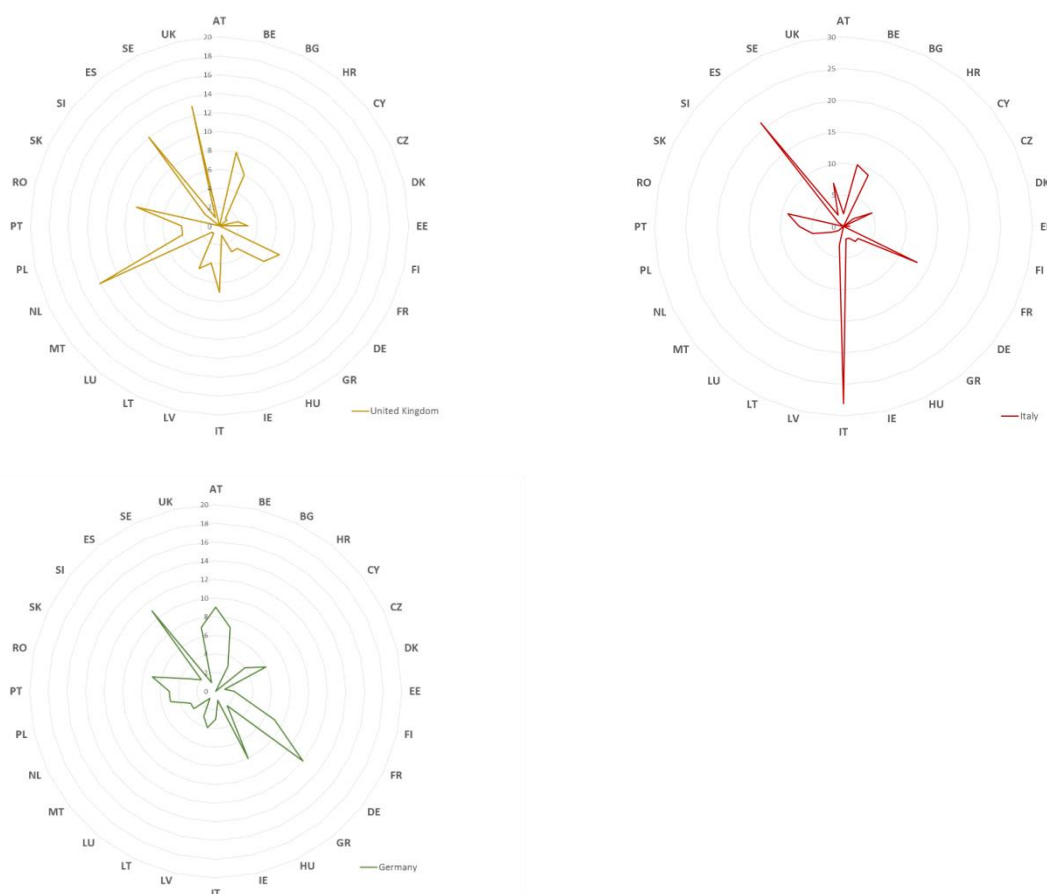 AT
BE
BG
HR
CY
CZ
DK
EE
FI
FR
DE
GR
HU
IE
IT
LV
LT
LU
MT
NL
PL
PT
RO
SK
SI
ES
SE
UK
20
18
16
14
12
10
8
6
4
2
0
United Kingdom
AT
BE
BG
HR
CY
CZ
DK
FI
FR
DE
GR
HU
IE
IT
LV
LT
LU
MT
NL
PL
PT
RO
SK
SI
ES
SE
UK
30
25
20
15
10
5
0
Italy
AT
BE
BG
HR
CY
CZ
DK
EE
FI
FR
DE
GR
HU
IE
IT
LV
LT
LU
MT
NL
PL
PT
RO
SK
SI
ES
SE
UK
20
18
16
14
12
10
8
6
4
2
0
Germany